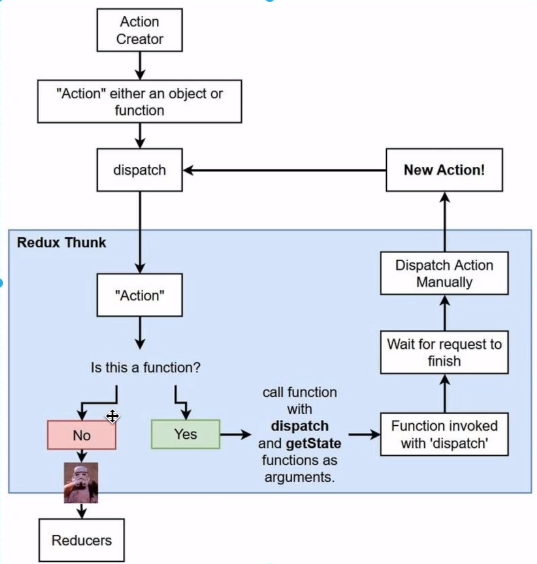 Action
Creator
"Action" either an object or
function
dispatch
New Action!
Redux Thunk
"Action"
Is this a function?
No
Yes
call function
with
dispatch
and getState
functions as
arguments.
Function invoked
with 'dispatch'
Wait for request to
finish
Dispatch Action
Manually
Reducers